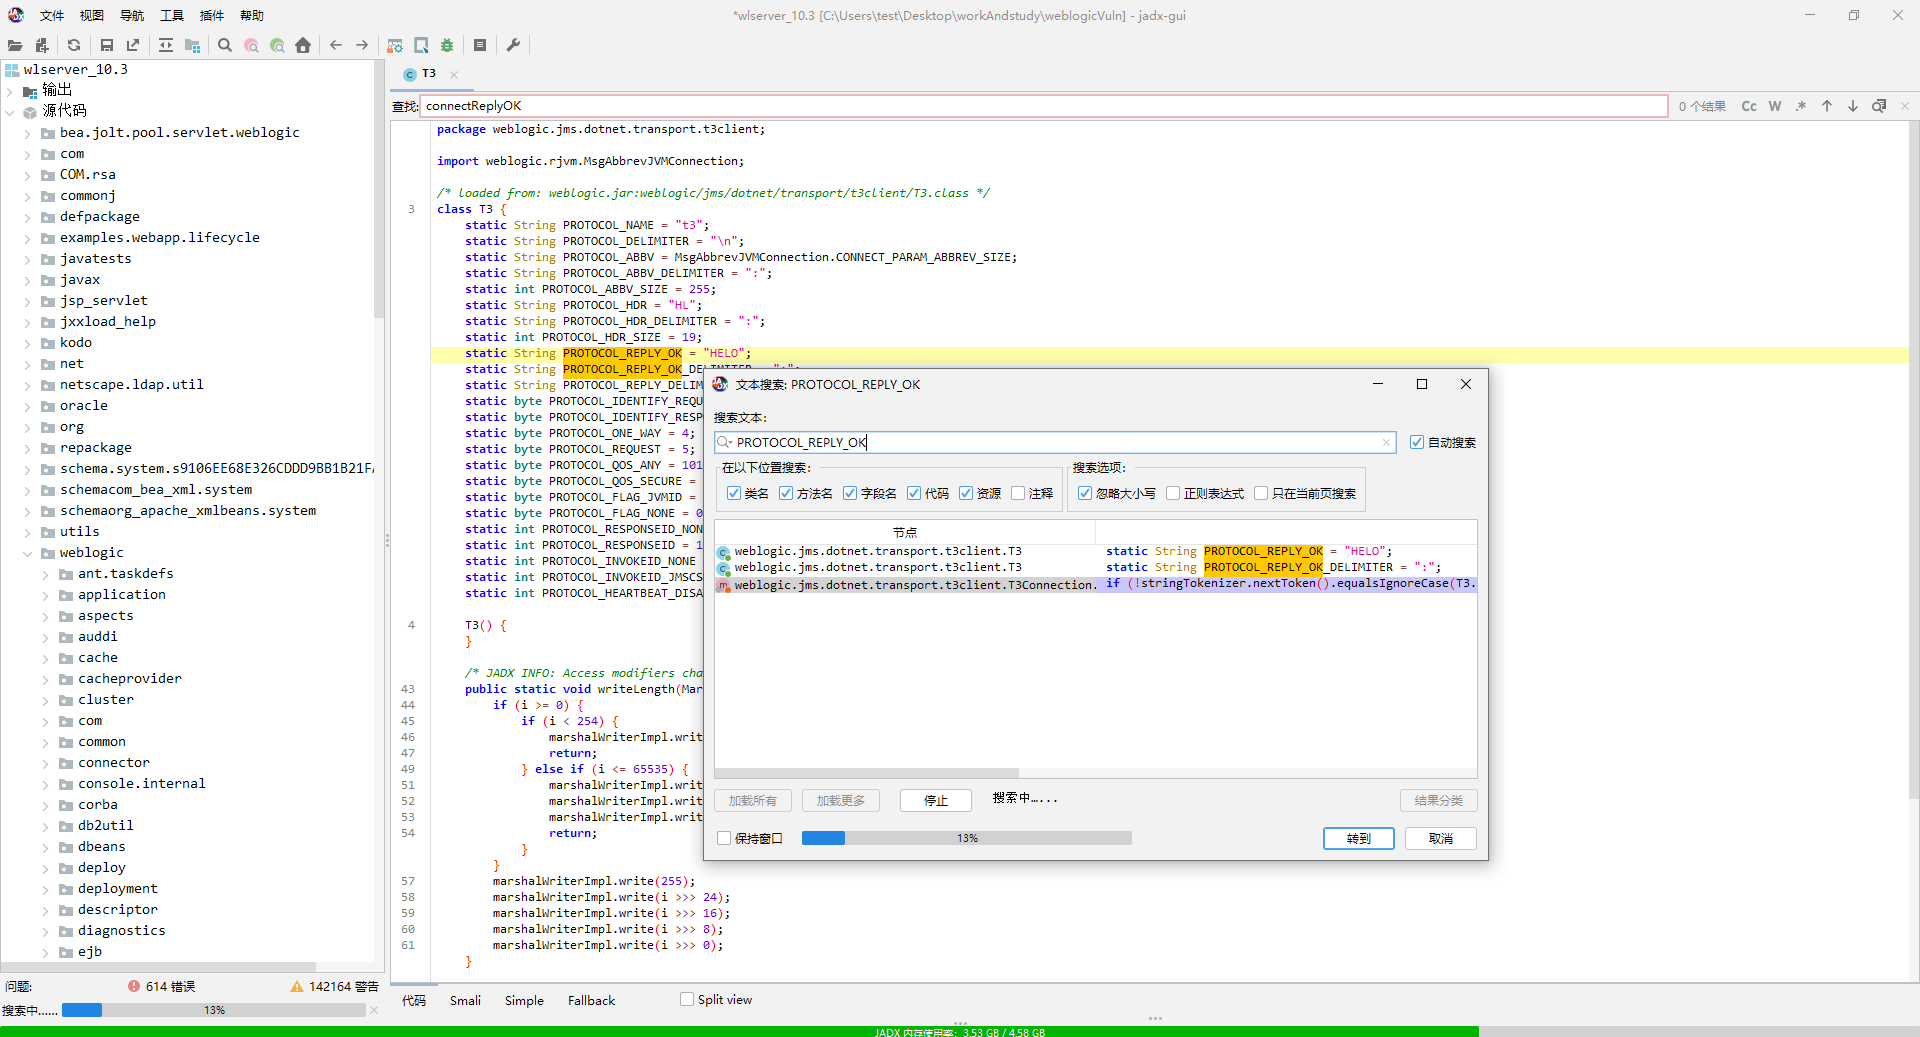 文件 视图 导航 工具 插件 帮助
*wlserver_10.3 [C:\Users\test\Desktop\workAndstudy\weblogicVuln] - jadx-gui
wlserver_10.3
输出
源代码
bea.jolt.pool.servlet.weblogic
com
COM.rsa
commonj
defpackage
examples.webapp.lifecycle
javatests
javax
jsp_servlet
jxxload_help
kodo
net
netscape.ldap.util
oracle
org
repackage
schema.system.s9106EE68E326CDDD9BB1B21F
schemacom_bea_xml.system
schemaorg_apache_xmlbeans.system
utils
weblogic
ant.taskdefs
application
aspects
auddi
cache
cacheprovider
cluster
com
common
connector
console.internal
corba
db2util
dbeans
deploy
deployment
descriptor
diagnostics
ejb
问题:
614 错误
142164 警告
搜索中......
13%
T3
查找: connectReplyOK
0 个结果 Cc W .*
package weblogic.jms.dotnet.transport.t3client;
import weblogic.rjvm.MsgAbbrevJVMConnection;
/* loaded from: weblogic.jar:weblogic/jms/dotnet/transport/t3client/T3.class */
3 class T3 {
static String PROTOCOL_NAME = "t3";
static String PROTOCOL_DELIMITER = "\n";
static String PROTOCOL_ABBV = MsgAbbrevJVMConnection.CONNECT_PARAM_ABBREV_SIZE;
static String PROTOCOL_ABBV_DELIMITER = ":";
static int PROTOCOL_ABBV_SIZE = 255;
static String PROTOCOL_HDR = "HL";
static String PROTOCOL_HDR_DELIMITER = ":";
static int PROTOCOL_HDR_SIZE = 19;
static String PROTOCOL_REPLY_OK = "HELO";
static String PROTOCOL_REPLY_OK_DE
static String PROTOCOL_REPLY_DELIM
static byte PROTOCOL_IDENTIFY_REQU
static byte PROTOCOL_IDENTIFY_RESP
static byte PROTOCOL_ONE_WAY = 4;
static byte PROTOCOL_REQUEST = 5;
static byte PROTOCOL_QOS_ANY = 101
static byte PROTOCOL_QOS_SECURE =
static byte PROTOCOL_FLAG_JVMID =
static byte PROTOCOL_FLAG_NONE = 0
static int PROTOCOL_RESPONSEID_NON
static int PROTOCOL_RESPONSEID = 1
static int PROTOCOL_INVOKEID_NONE
static int PROTOCOL_INVOKEID_JMSCS
static int PROTOCOL_HEARTBEAT_DISA
4 T3() {
}
/* JADX INFO: Access modifiers cha
43 public static void writeLength(Mar
44 if (i >= 0) {
45 if (i < 254) {
46 marshalWriterImpl.writ
47 return;
49 } else if (i <= 65535) {
51 marshalWriterImpl.writ
52 marshalWriterImpl.writ
53 marshalWriterImpl.writ
54 return;
}
}
57 marshalWriterImpl.write(255);
58 marshalWriterImpl.write(i >>> 24);
59 marshalWriterImpl.write(i >>> 16);
60 marshalWriterImpl.write(i >>> 8);
61 marshalWriterImpl.write(i >>> 0);
}
文本搜索: PROTOCOL_REPLY_OK
搜索文本:
PROTOCOL_REPLY_OK
自动搜索
在以下位置搜索:
类名 方法名 字段名 代码 资源 注释
搜索选项:
忽略大小写 正则表达式 只在当前页搜索
节点
weblogic.jms.dotnet.transport.t3client.T3 static String PROTOCOL_REPLY_OK = "HELO";
weblogic.jms.dotnet.transport.t3client.T3 static String PROTOCOL_REPLY_OK_DELIMITER = ":";
weblogic.jms.dotnet.transport.t3client.T3Connection. if (!stringTokenizer.nextToken().equalsIgnoreCase(T3.
加载所有 加载更多 停止 搜索中…... 结果分类
保持窗口 13% 转到 取消
代码 Smali Simple Fallback Split view
JADX 内存使用率: 3.53 GB / 4.58 GB